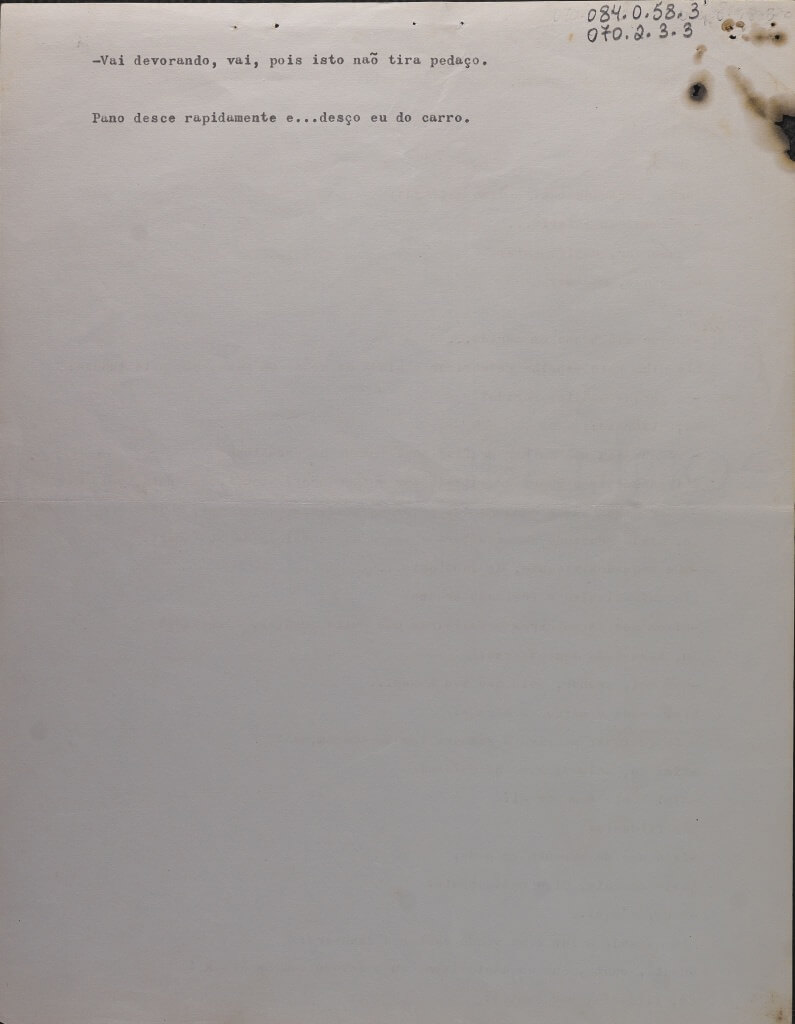 084.0.58.3
070.2.3.3
-Vai devorando, vai, pois isto naõ tira pedaço.
Pano desce rapidamente e...desço eu do carro.